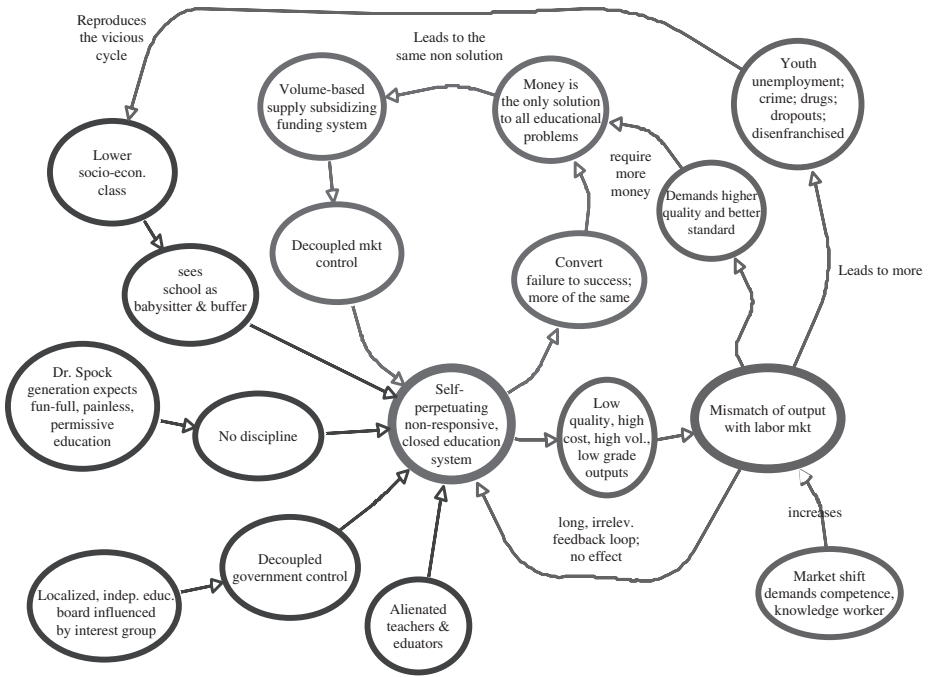 Reproduces
the vicious
cycle
Leads to the
same non solution
Volume-based
supply subsidizing
funding system
Money is
the only solution
to all educational
problems
Youth
unemployment;
crime; drugs;
dropouts;
disenfranchised
Lower
socio-econ.
class
require
more
money
Demands higher
quality and better
standard
Decoupled mkt
control
sees
school as
babysitter & buffer
Convert
failure to success;
more of the same
Leads to more
Dr. Spock
generation expects
fun-full, painless,
permissive
education
No discipline
Self-
perpetuating
non-responsive,
closed education
system
Low
quality, high
cost, high vol.,
low grade
outputs
Mismatch of output
with labor mkt
long, irrelev.
feedback loop;
no effect
increases
Decoupled
government control
Localized, indep. educ.
board influenced
by interest group
Alienated
teachers &
eduators
Market shift
demands competence,
knowledge worker